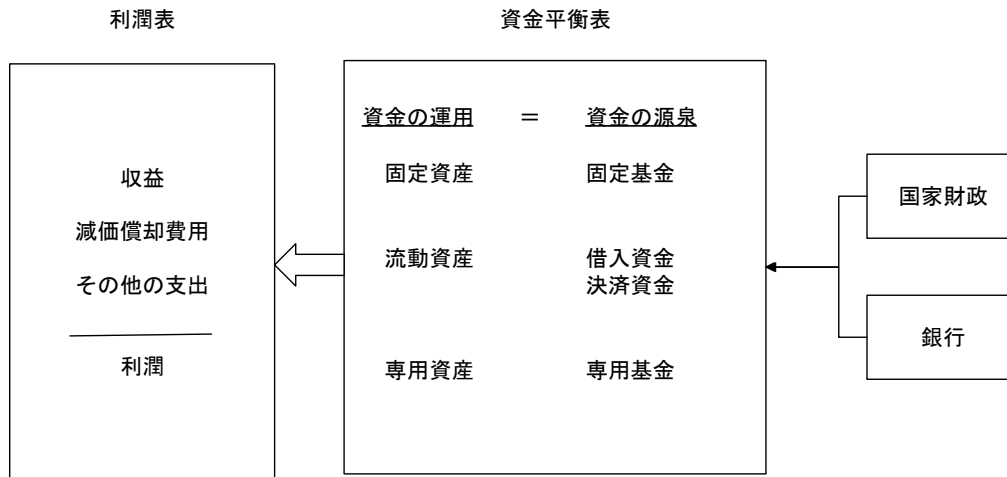 利潤表
資金平衡表
収益
減価償却費用
その他の支出
利潤
資金の運用 = 資金の源泉
固定資産 固定基金
流動資産 借入資金
決済資金
専用資産 専用基金
国家財政
銀行